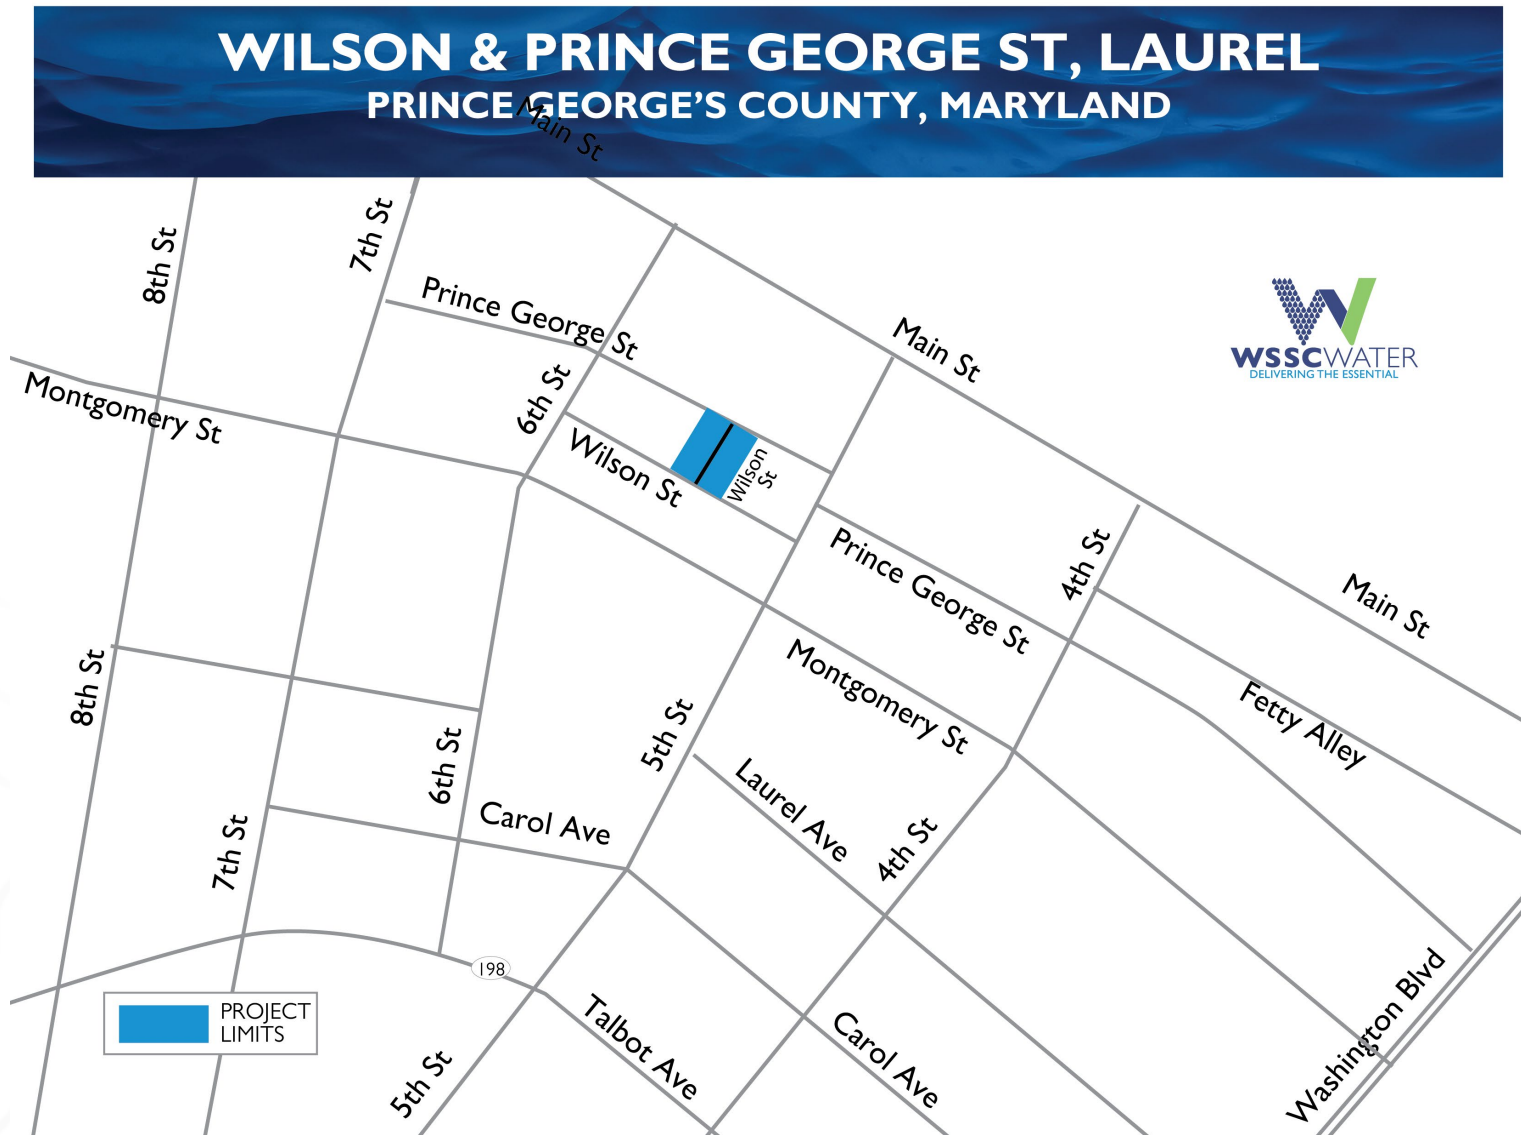 WILSON & PRINCE GEORGE ST, LAUREL
PRINCE GEORGE'S COUNTY, MARYLAND
Main St
7th St
8th St
Prince George St
Main St
WSSCWATER
DELIVERING THE ESSENTIAL
6th St
Montgomery St
Wilson St
Wilson
St
4th St
Prince George St
Main St
8th St
Montgomery St
Fetty Alley
5th St
6th St
Laurel Ave
Carol Ave
4th St
7th St
198
Washington Blvd
PROJECT
LIMITS
Talbot Ave
Carol Ave
5th St